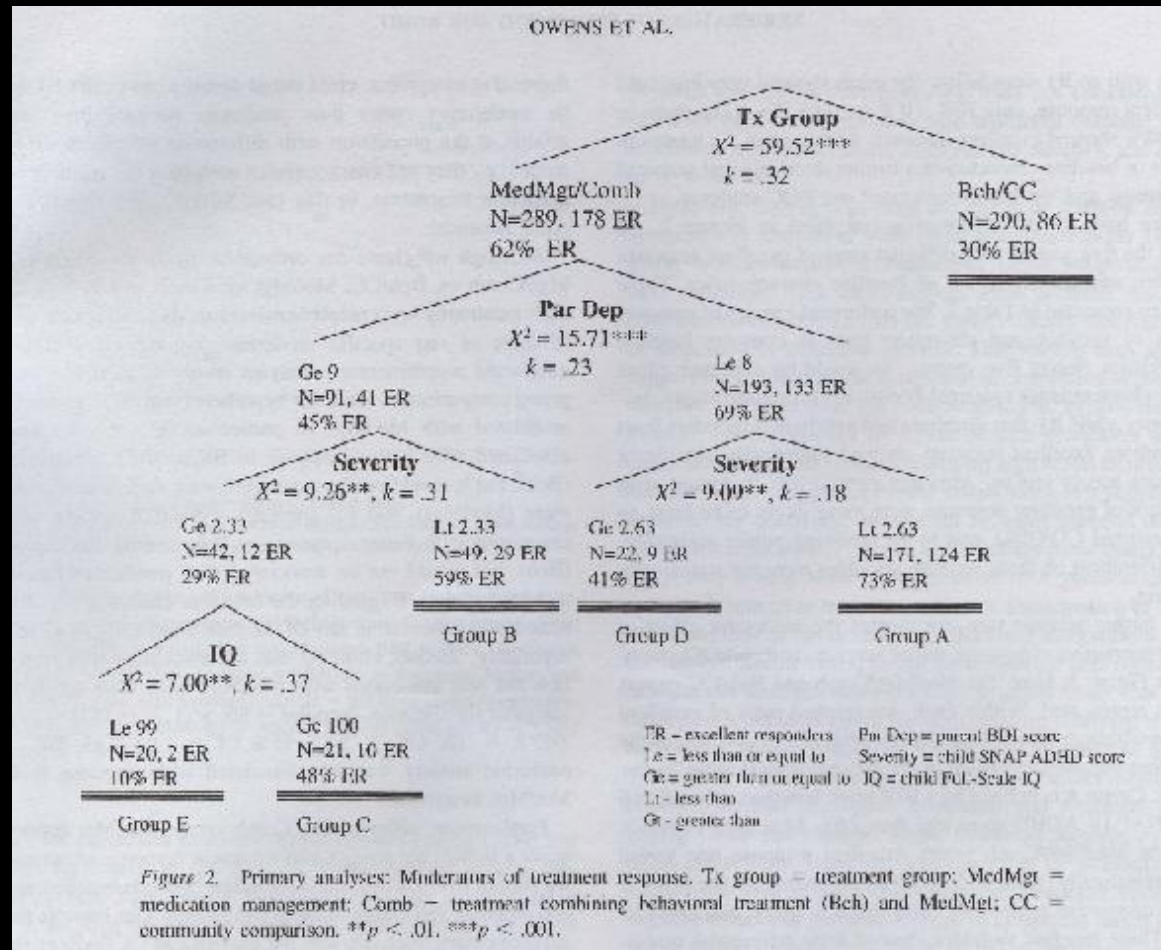 OWENS ET AL.
Tx Group
X² = 59.52***
k = .32
MedMgt/Comb
N=289, 178 ER
62% ER
Beh/CC
N=290, 86 ER
30% ER
Par Dep
X² = 15.71***
k = .23
Ge 9
N=91, 41 ER
45% ER
Le 8
N=193, 133 ER
69% ER
Severity
X² = 9.26**, k = .31
Severity
X² = 9.09**, k = .18
Ge 2.33
N=42, 12 ER
29% ER
Lt 2.33
N=49, 29 ER
59% ER
Group B
Ge 2.63
N=22, 9 ER
41% ER
Group D
Lt 2.63
N=171, 124 ER
73% ER
Group A
IQ
X² = 7.00**, k = .37
Le 99
N=20, 2 ER
10% ER
Group E
Ge 100
N=21, 10 ER
48% ER
Group C
ER = excellent responders Par Dep = parent BDI score
Le = less than or equal to Severity = child SNAP ADHD score
Ge = greater than or equal to IQ = child Full-Scale IQ
Lt - less than
Gt - greater than
Figure 2. Primary analyses: Moderators of treatment response. Tx group = treatment group; MedMgt =
medication management; Comb = treatment combining behavioral treatment (Beh) and MedMgt; CC =
community comparison. **p < .01. ***p < .001.